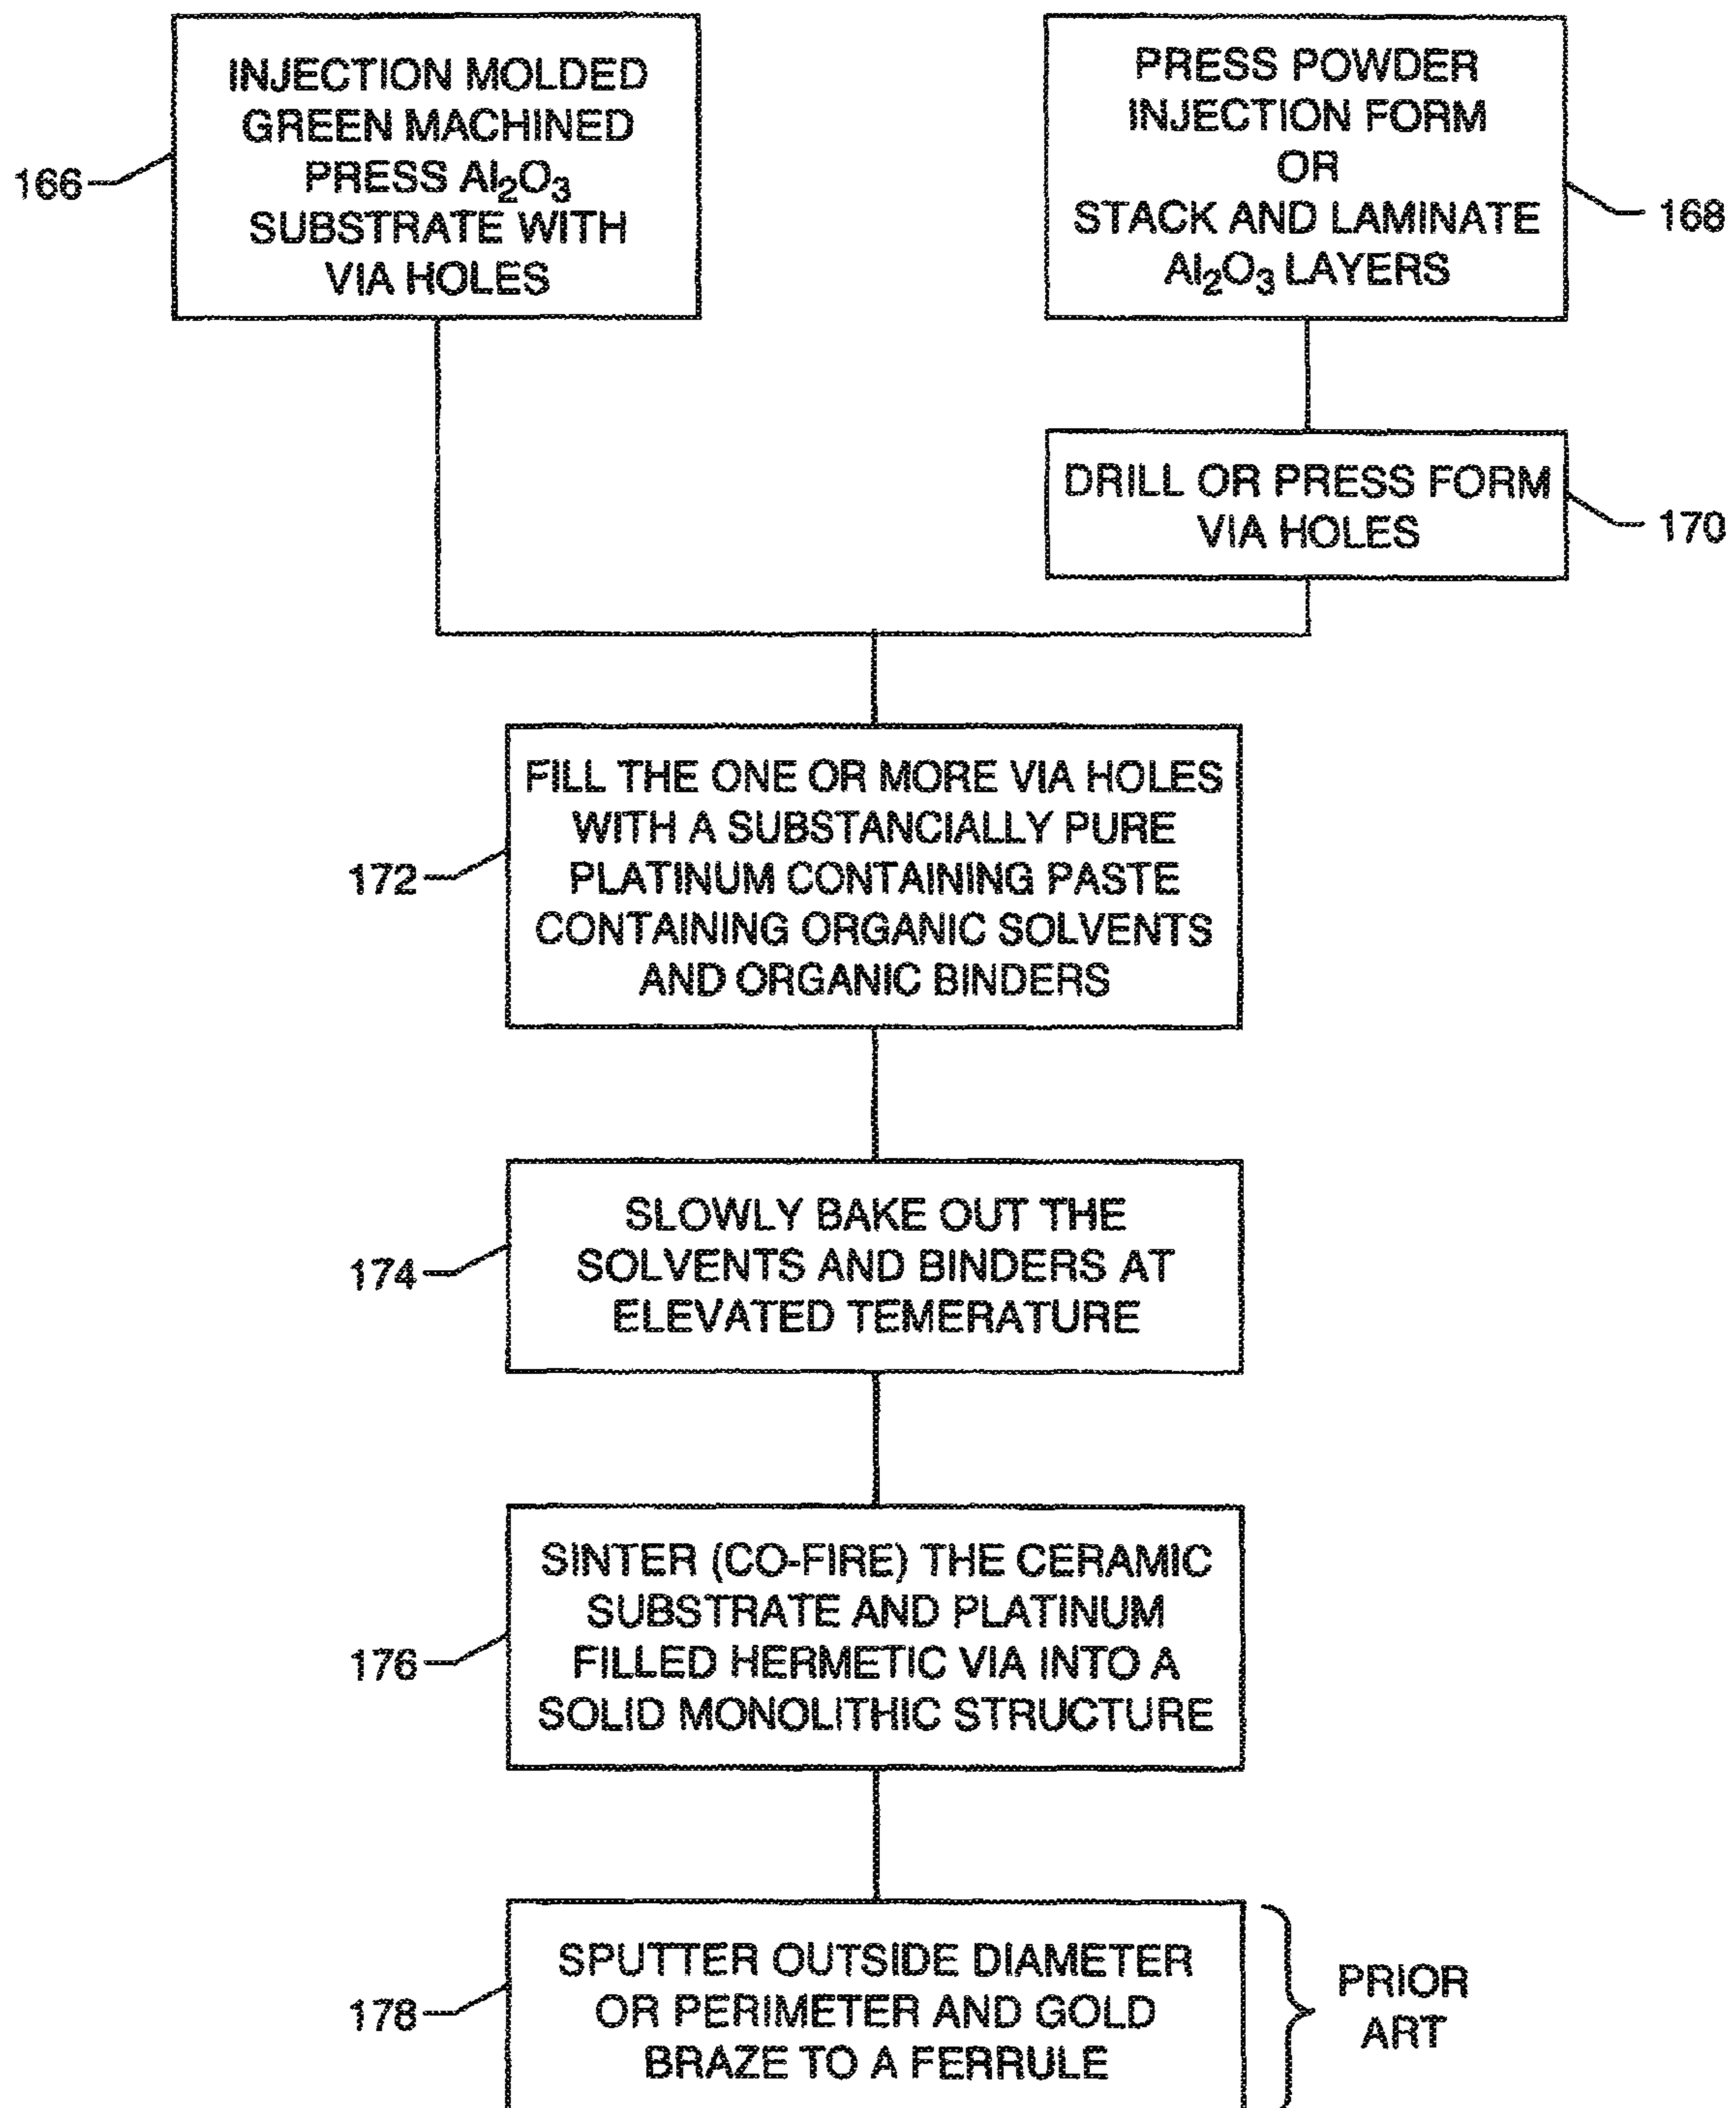 INJECTION MOLDED
GREEN MACHINED
PRESS Al₂O₃
SUBSTRATE WITH
VIA HOLES
166
PRESS POWDER
INJECTION FORM
OR
STACK AND LAMINATE
Al₂O₃ LAYERS
168
DRILL OR PRESS FORM
VIA HOLES
170
FILL THE ONE OR MORE VIA HOLES
WITH A SUBSTANCIALLY PURE
PLATINUM CONTAINING PASTE
CONTAINING ORGANIC SOLVENTS
AND ORGANIC BINDERS
172
SLOWLY BAKE OUT THE
SOLVENTS AND BINDERS AT
ELEVATED TEMERATURE
174
SINTER (CO-FIRE) THE CERAMIC
SUBSTRATE AND PLATINUM
FILLED HERMETIC VIA INTO A
SOLID MONOLITHIC STRUCTURE
176
SPUTTER OUTSIDE DIAMETER
OR PERIMETER AND GOLD
BRAZE TO A FERRULE
178
PRIOR
ART